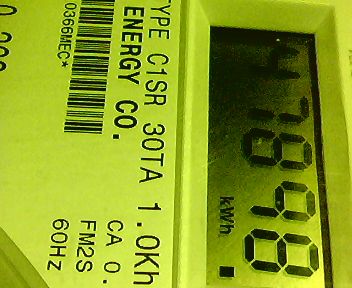 47898
kWh
TYPE C1SR 30TA 1.0Kh
ENERGY CO.
CA 0.
FM2S
0366MEC*
60Hz